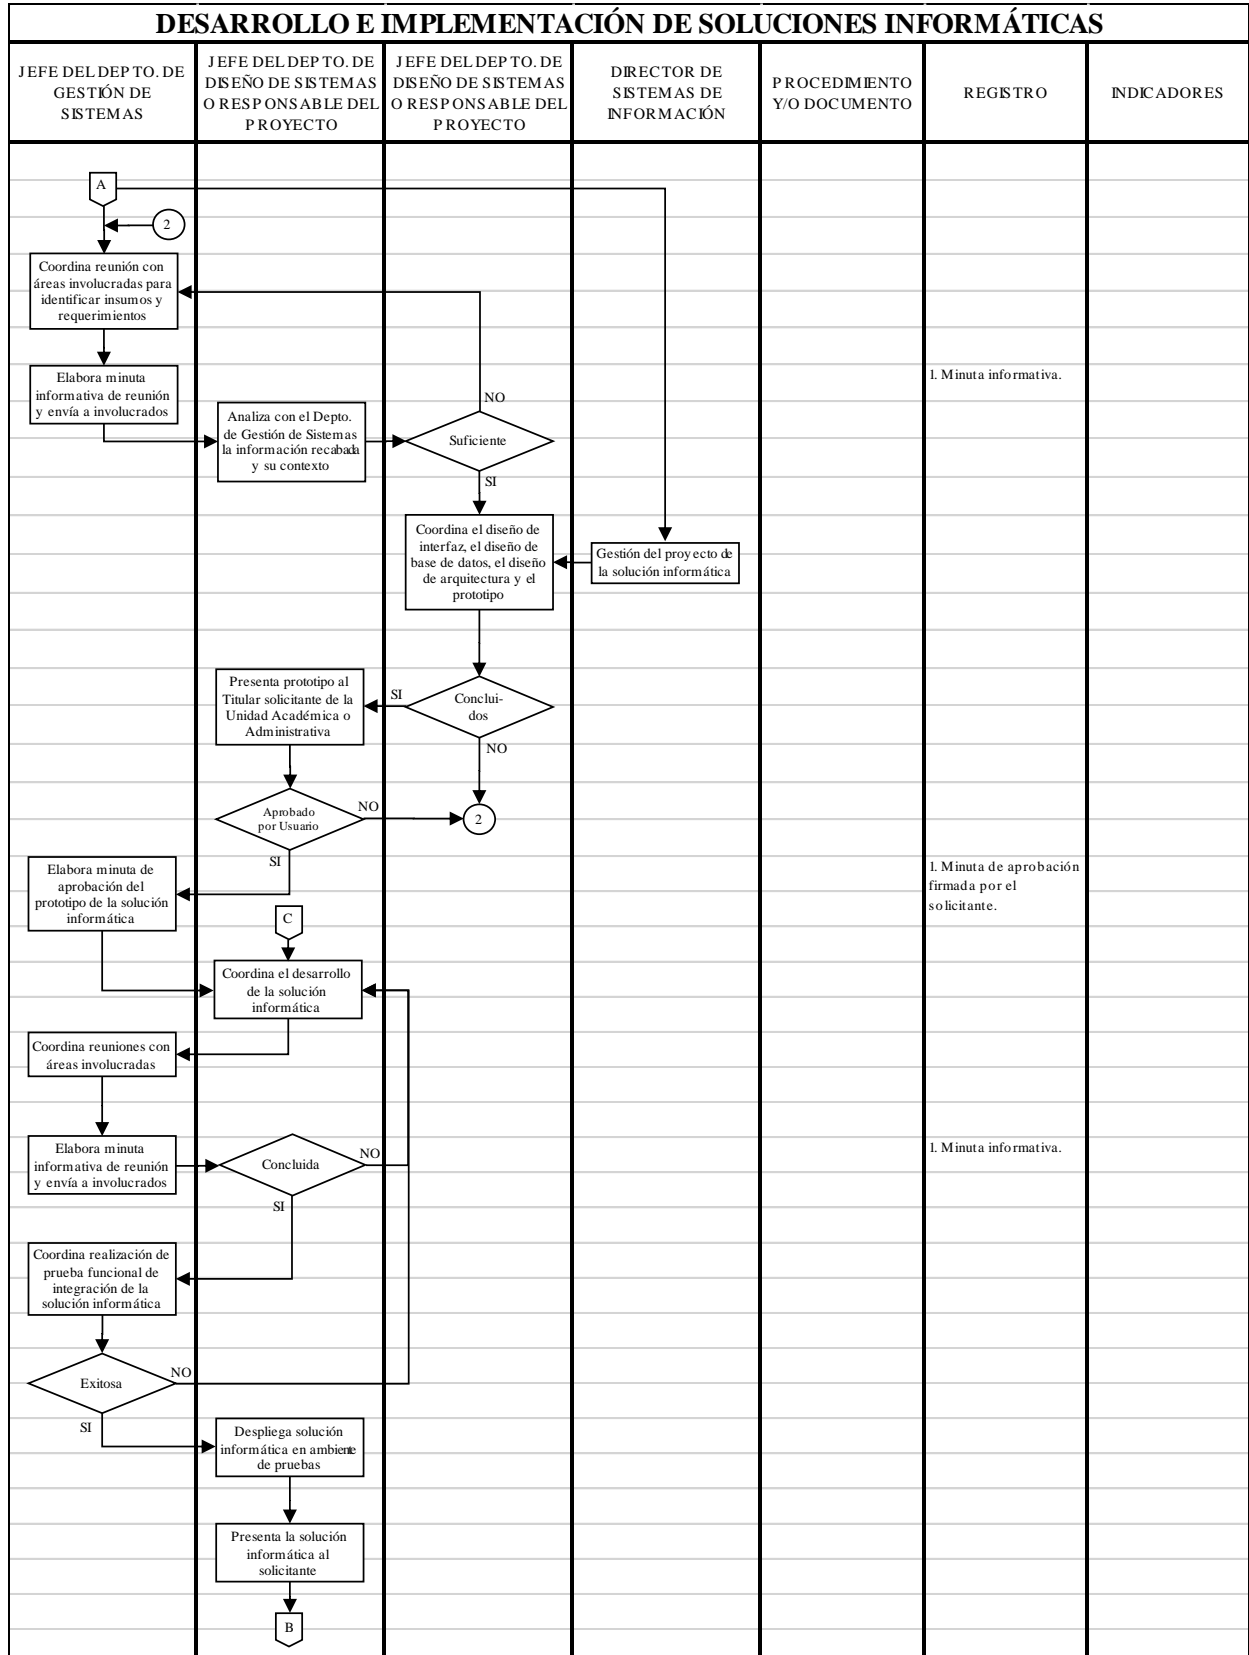 DESARROLLO E IMPLEMENTACIÓN DE SOLUCIONES INFORMÁTICAS
JEFE DEL DEPTO. DE
GESTIÓN DE
SISTEMAS
JEFE DEL DEPTO. DE
DISEÑO DE SISTEMAS
O RESPONSABLE DEL
PROYECTO
JEFE DEL DEPTO. DE
DISEÑO DE SISTEMAS
O RESPONSABLE DEL
PROYECTO
DIRECTOR DE
SISTEMAS DE
INFORMACIÓN
PROCEDIMIENTO
Y/O DOCUMENTO
REGISTRO
INDICADORES
A
2
Coordina reunión con
áreas involucradas para
identificar insumos y
requerimientos
Elabora minuta
informativa de reunión
y envía a involucrados
1. Minuta informativa.
Analiza con el Depto.
de Gestión de Sistemas
la información recabada
y su contexto
NO
Suficiente
SI
Coordina el diseño de
interfaz, el diseño de
base de datos, el diseño
de arquitectura y el
prototipo
Gestión del proyecto de
la solución informática
Presenta prototipo al
Titular solicitante de la
Unidad Académica o
Administrativa
SI
Conclui-
dos
NO
Aprobado
por Usuario
NO
2
SI
Elabora minuta de
aprobación del
prototipo de la solución
informática
1. Minuta de aprobación
firmada por el
solicitante.
C
Coordina el desarrollo
de la solución
informática
Coordina reuniones con
áreas involucradas
Elabora minuta
informativa de reunión
y envía a involucrados
Concluida
NO
1. Minuta informativa.
SI
Coordina realización de
prueba funcional de
integración de la
solución informática
Exitosa
NO
SI
Despliega solución
informática en ambiente
de pruebas
Presenta la solución
informática al
solicitante
B